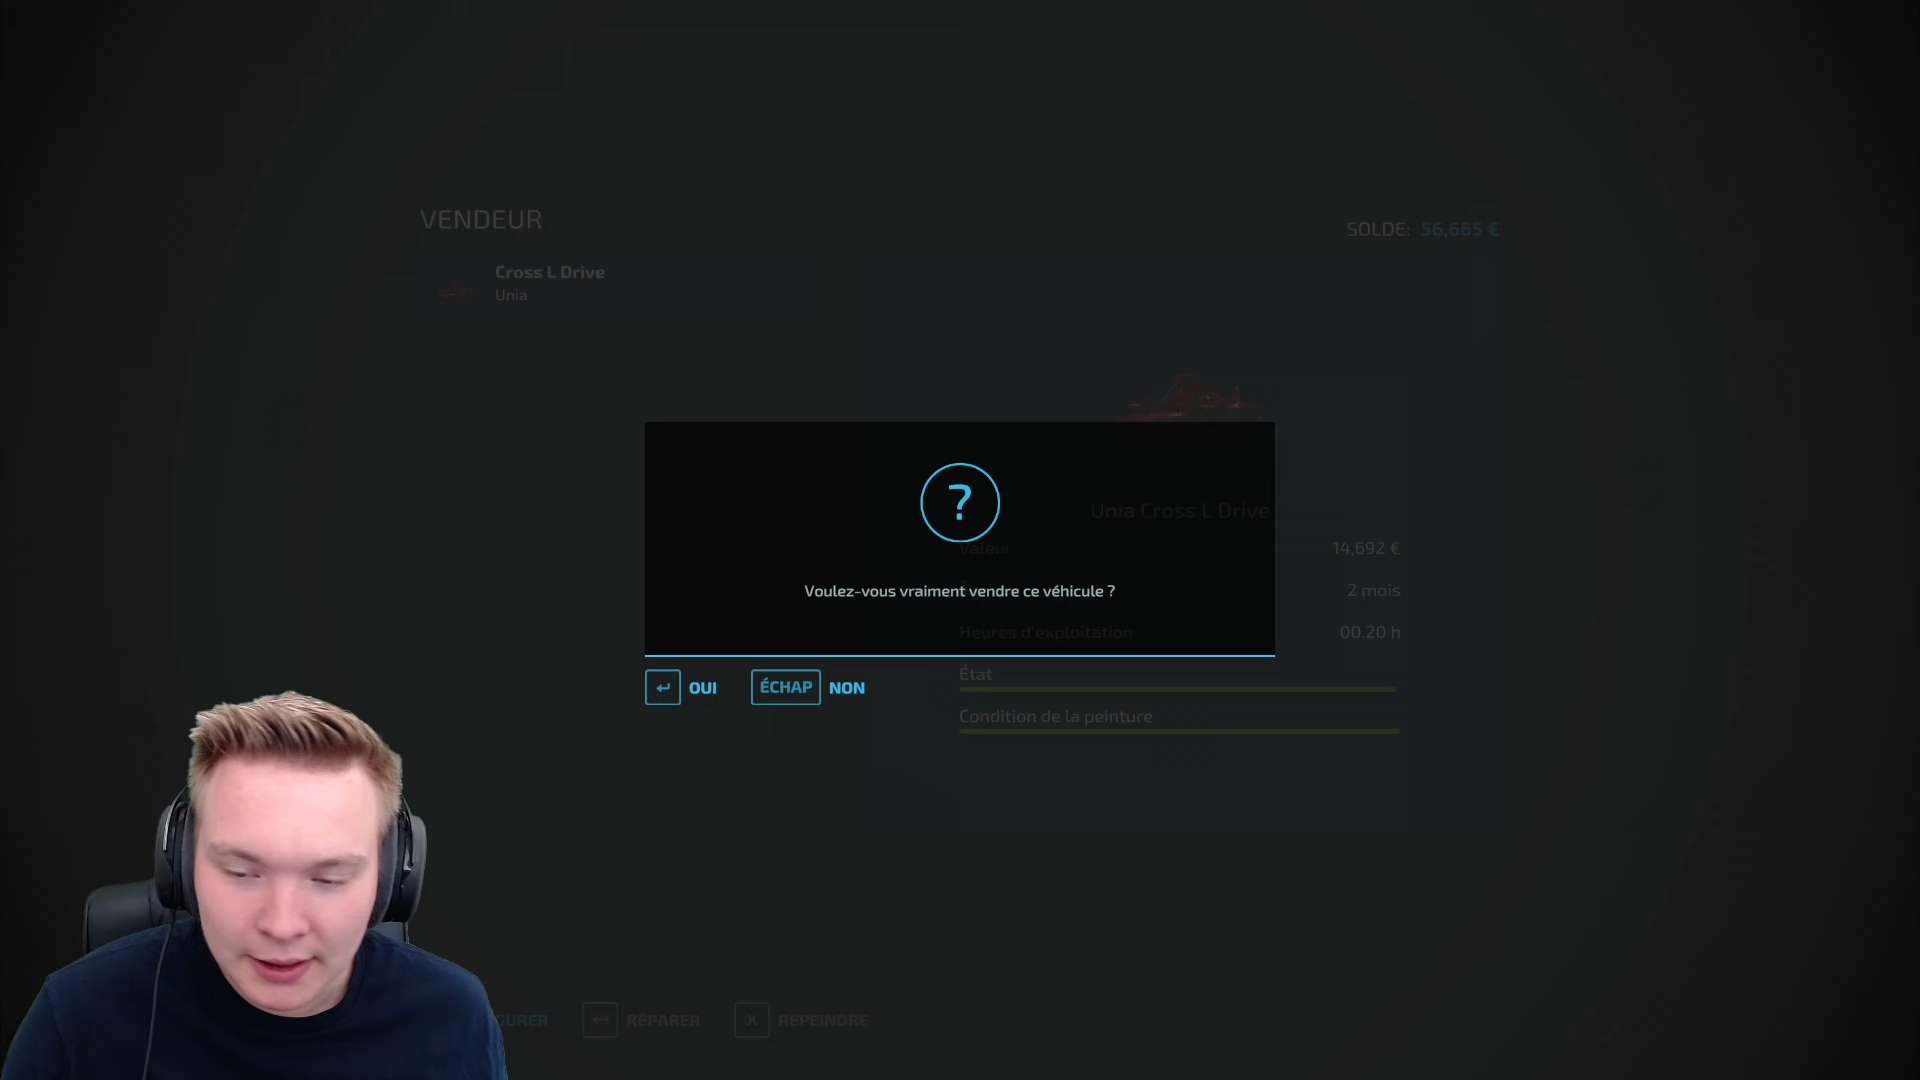 VENDEUR
SOLDE: 56,665 €
Cross L Drive
Unia
?
Unia Cross L Drive
Valeur 14,692 €
Voulez-vous vraiment vendre ce véhicule ?
2 mois
Heures d'exploitation 00.20 h
État
↵ OUI ÉCHAP NON
Condition de la peinture
GURER RÉPARER X REPEINDRE